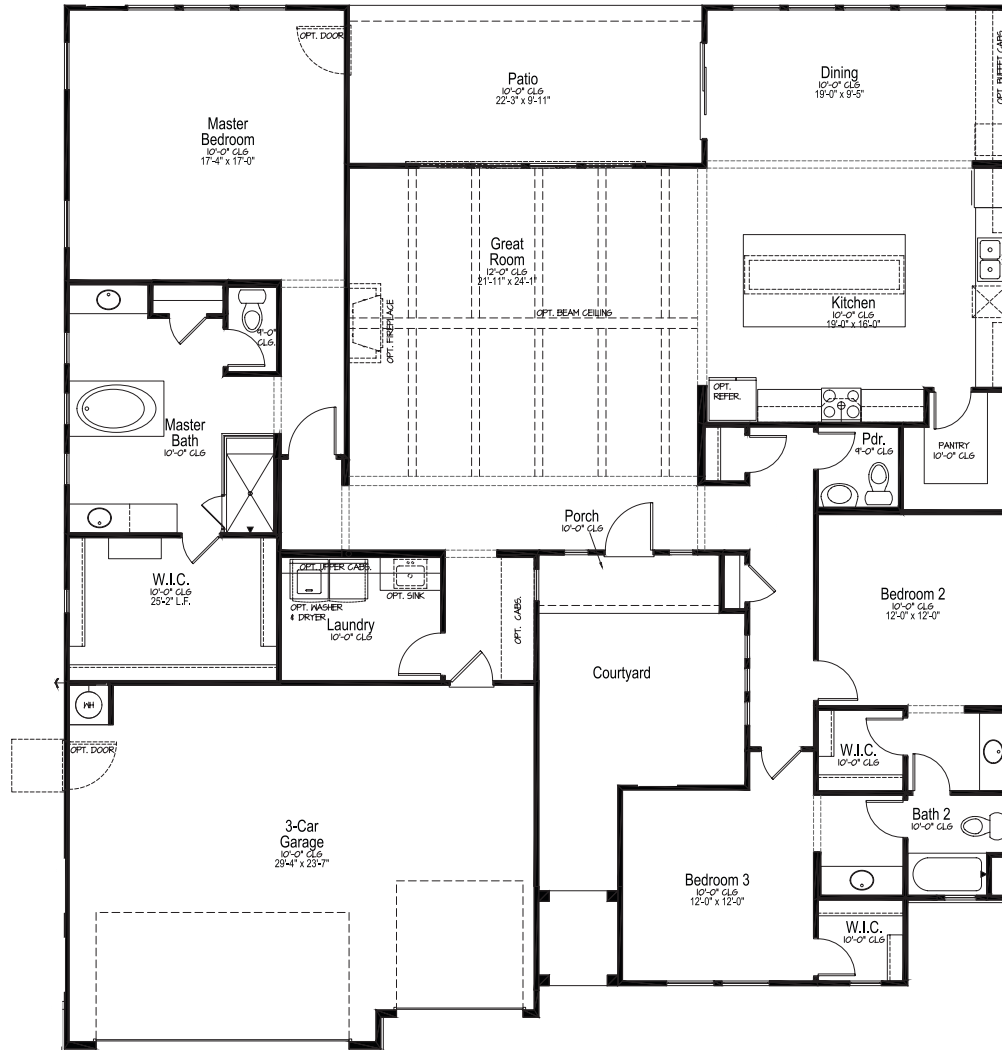 OPT. DOOR
Patio
10'-0" CLG
22'-3" x 9'-11"
Dining
10'-0" CLG
19'-0" x 9'-5"
OPT. BUFFET CABS.
Master
Bedroom
10'-0" CLG
17'-4" x 17'-0"
Great
Room
12'-0" CLG
21'-11" x 24'-1"
OPT. BEAM CEILING
OPT. FIREPLACE
Kitchen
10'-0" CLG
19'-0" x 16'-0"
9'-0"
CLG.
Master
Bath
10'-0" CLG
OPT.
REFER.
Pdr.
9'-0" CLG
PANTRY
10'-0" CLG
Porch
10'-0" CLG
W.I.C.
10'-0" CLG
25'-2" L.F.
OPT. UPPER CABS.
OPT. WASHER
& DRYER
OPT. SINK
Laundry
10'-0" CLG
OPT. CABS.
Bedroom 2
10'-0" CLG
12'-0" x 12'-0"
Courtyard
HW
OPT. DOOR
W.I.C.
10'-0" CLG
3-Car
Garage
10'-0" CLG
29'-4" x 23'-7"
Bath 2
10'-0" CLG
Bedroom 3
10'-0" CLG
12'-0" x 12'-0"
W.I.C.
10'-0" CLG